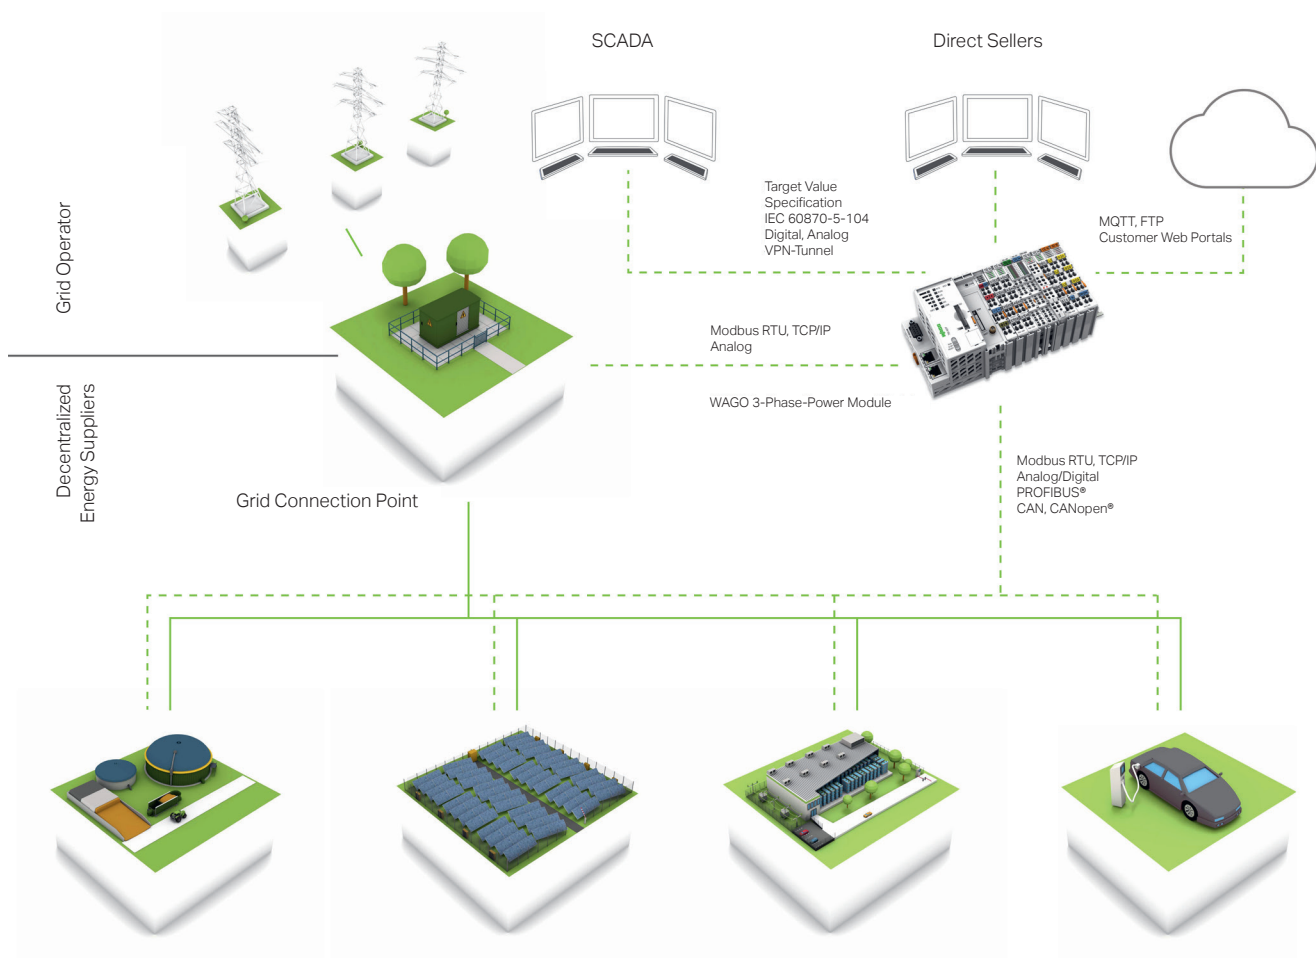 SCADA
Direct Sellers
Target Value
Specification
IEC 60870-5-104
Digital, Analog
VPN-Tunnel
MQTT, FTP
Customer Web Portals
Grid Operator
Modbus RTU, TCP/IP
Analog
WAGO 3-Phase-Power Module
Decentralized
Energy Suppliers
Grid Connection Point
Modbus RTU, TCP/IP
Analog/Digital
PROFIBUS®
CAN, CANopen®